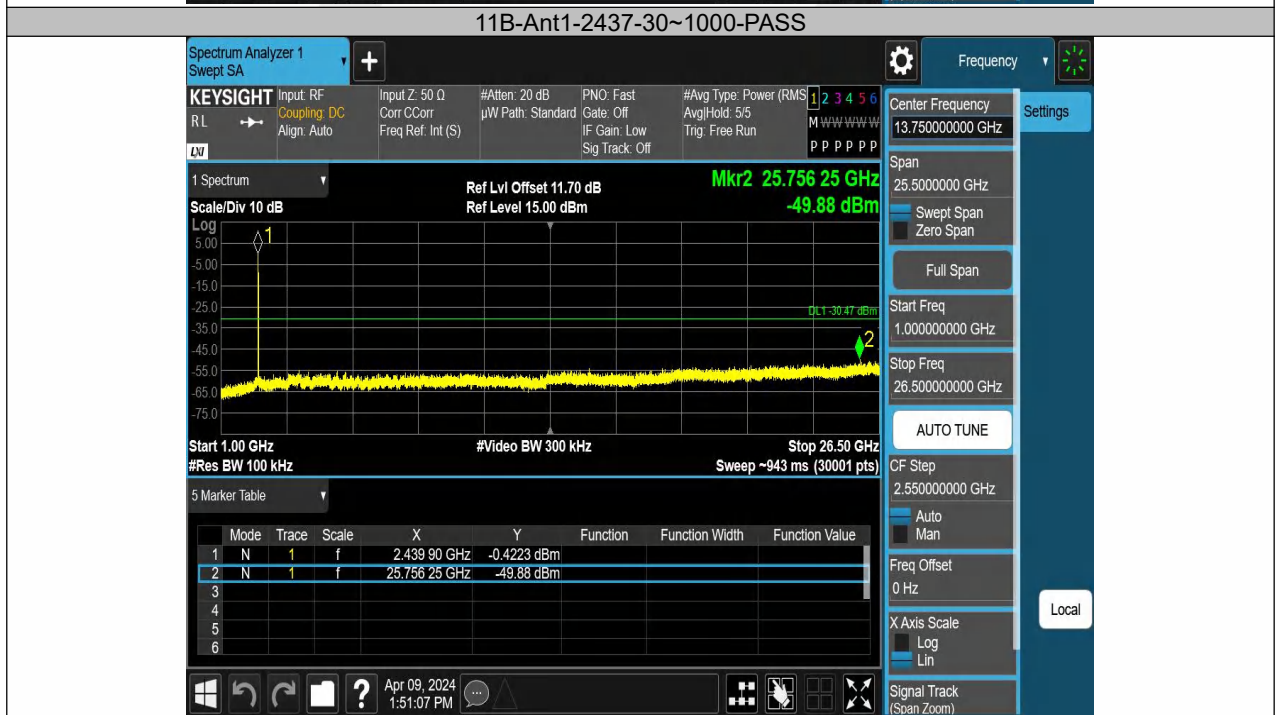 11B-Ant1-2437-30~1000-PASS
Spectrum Analyzer 1
Swept SA
+
Frequency
KEYSIGHT
RL
LXI
Input: RF
Coupling: DC
Align: Auto
Input Z: 50 Ω
Corr CCorr
Freq Ref: Int (S)
#Atten: 20 dB
µW Path: Standard
PNO: Fast
Gate: Off
IF Gain: Low
Sig Track: Off
#Avg Type: Power (RMS
Avg|Hold: 5/5
Trig: Free Run
1 2 3 4 5 6
M W W W W W
P P P P P P
1 Spectrum
Scale/Div 10 dB
Ref Lvl Offset 11.70 dB
Ref Level 15.00 dBm
Mkr2 25.756 25 GHz
-49.88 dBm
Log
5.00
-5.00
-15.0
-25.0
-35.0
-45.0
-55.0
-65.0
-75.0
1
DL1 -30.47 dBm
2
Start 1.00 GHz
#Video BW 300 kHz
Stop 26.50 GHz
#Res BW 100 kHz
Sweep ~943 ms (30001 pts)
5 Marker Table
Mode Trace Scale X Y Function Function Width Function Value
1 N 1 f 2.439 90 GHz -0.4223 dBm
2 N 1 f 25.756 25 GHz -49.88 dBm
3
4
5
6
?
Apr 09, 2024
1:51:07 PM
Center Frequency
13.750000000 GHz
Settings
Span
25.5000000 GHz
Swept Span
Zero Span
Full Span
Start Freq
1.000000000 GHz
Stop Freq
26.500000000 GHz
AUTO TUNE
CF Step
2.550000000 GHz
Auto
Man
Freq Offset
0 Hz
Local
X Axis Scale
Log
Lin
Signal Track
(Span Zoom)